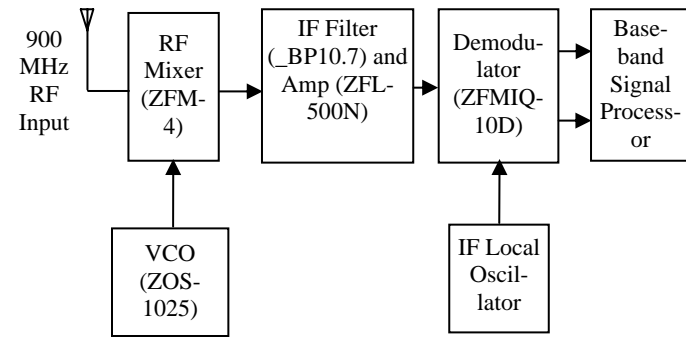 900
MHz
RF
Input
RF
Mixer
(ZFM-
4)
IF Filter
(_BP10.7) and
Amp (ZFL-
500N)
Demodu-
lator
(ZFMIQ-
10D)
Base-
band
Signal
Process-
or
VCO
(ZOS-
1025)
IF Local
Oscil-
lator